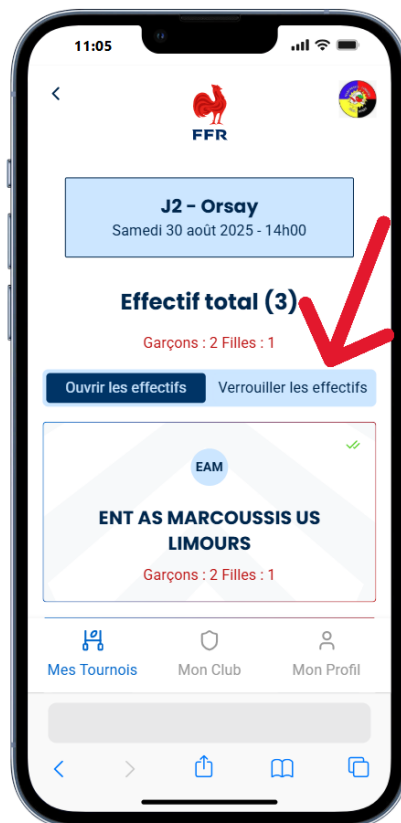 11:05
FFR
J2 - Orsay
Samedi 30 août 2025 - 14h00
Effectif total (3)
Garçons : 2 Filles : 1
Ouvrir les effectifs
Verrouiller les effectifs
EAM
ENT AS MARCOUSSIS US
LIMOURS
Garçons : 2 Filles : 1
Mes Tournois
Mon Club
Mon Profil